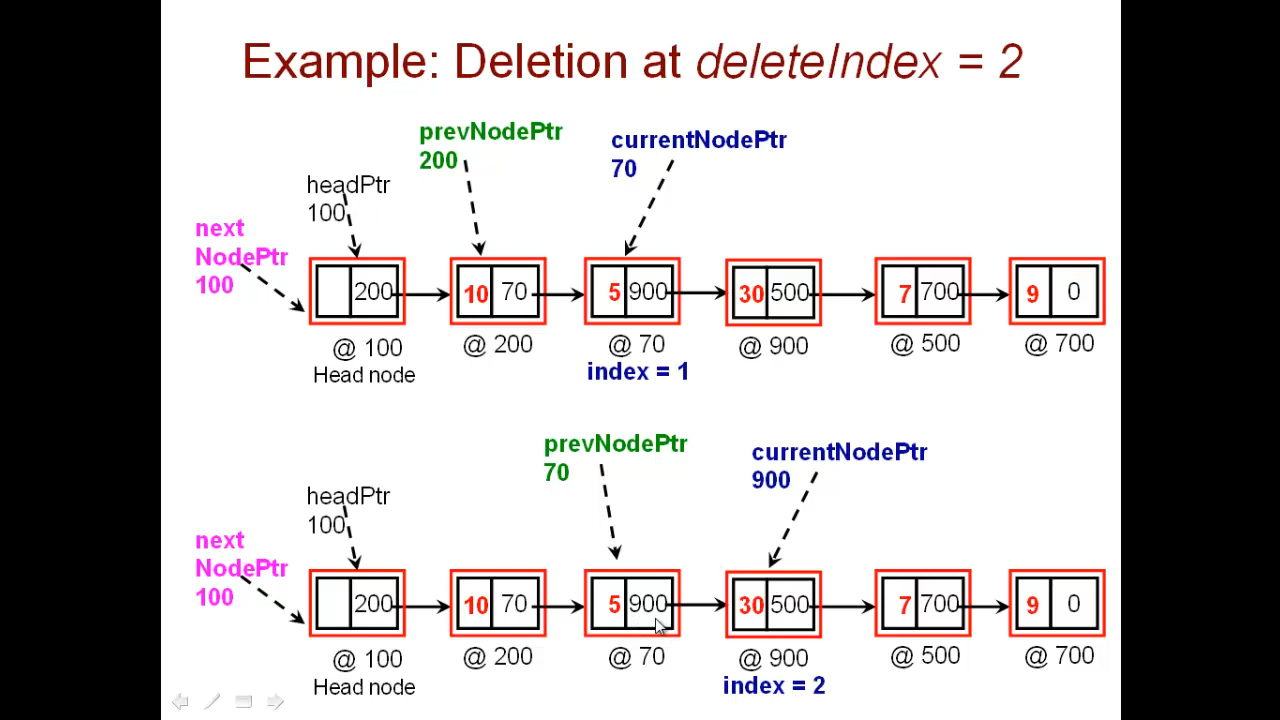 Example: Deletion at deleteIndex = 2
prevNodePtr
200
currentNodePtr
70
headPtr
100
next
NodePtr
100
200 10 70 5 900 30 500 7 700 9 0
@ 100 @ 200 @ 70 @ 900 @ 500 @ 700
Head node index = 1
prevNodePtr
70
currentNodePtr
900
headPtr
100
next
NodePtr
100
200 10 70 5 900 30 500 7 700 9 0
@ 100 @ 200 @ 70 @ 900 @ 500 @ 700
Head node index = 2